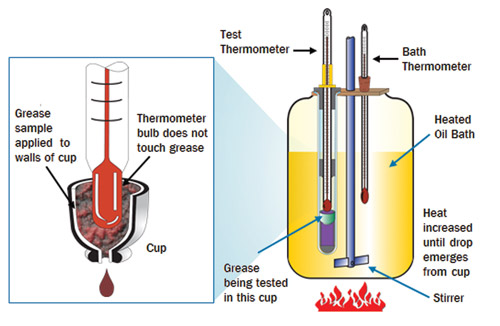 Grease
sample
applied to
walls of cup
Thermometer
bulb does not
touch grease
Cup
Test
Thermometer
Bath
Thermometer
Heated
Oil Bath
Heat
increased
until drop
emerges
from cup
Grease
being tested
in this cup
Stirrer